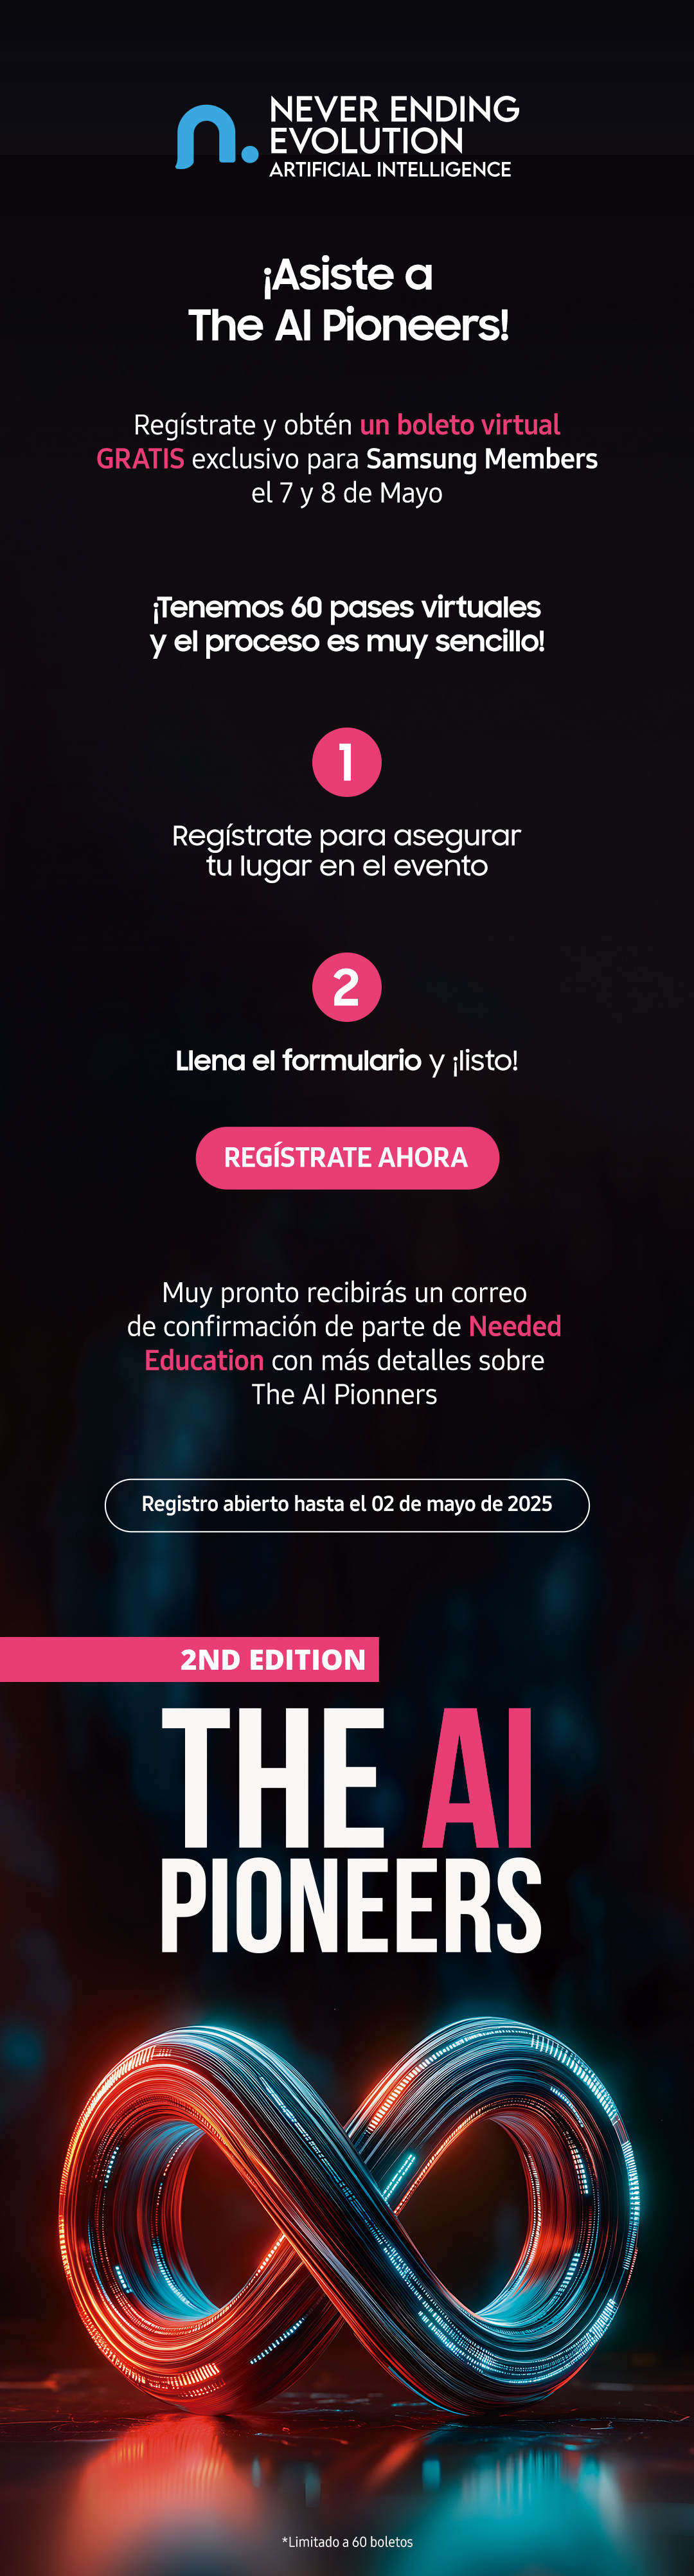 n.
NEVER ENDING
EVOLUTION
ARTIFICIAL INTELLIGENCE
¡Asiste a
The AI Pioneers!
Regístrate y obtén un boleto virtual
GRATIS exclusivo para Samsung Members
el 7 y 8 de Mayo
¡Tenemos 60 pases virtuales
y el proceso es muy sencillo!
1
Regístrate para asegurar
tu lugar en el evento
2
Llena el formulario y ¡listo!
REGÍSTRATE AHORA
Muy pronto recibirás un correo
de confirmación de parte de Needed
Education con más detalles sobre
The AI Pionners
Registro abierto hasta el 02 de mayo de 2025
2ND EDITION
THE AI
PIONEERS
*Limitado a 60 boletos